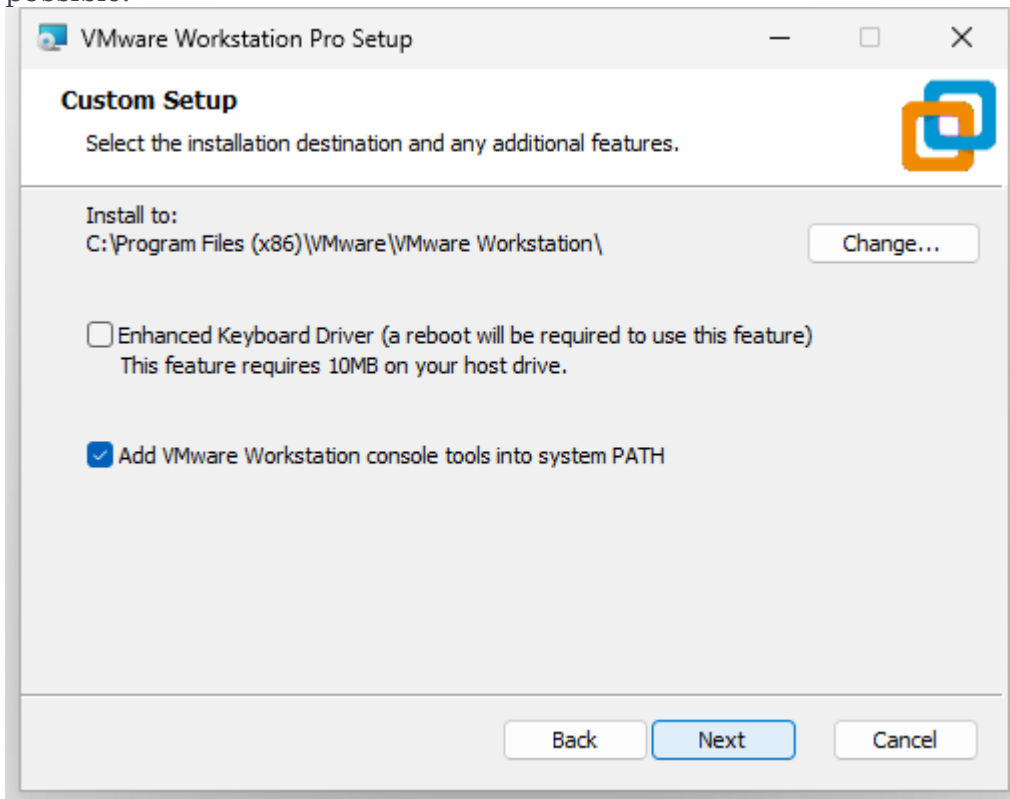 possible.
VMware Workstation Pro Setup
Custom Setup
Select the installation destination and any additional features.
Install to:
C:\Program Files (x86)\VMware\VMware Workstation\
Change...
Enhanced Keyboard Driver (a reboot will be required to use this feature)
This feature requires 10MB on your host drive.
Add VMware Workstation console tools into system PATH
Back
Next
Cancel